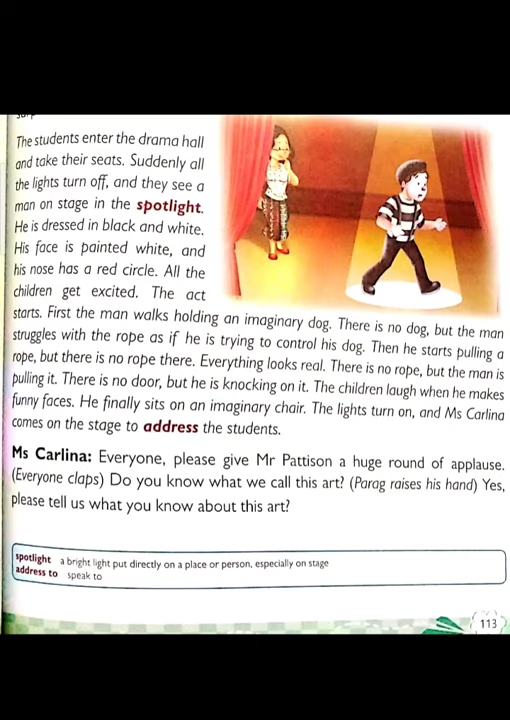 The students enter the drama hall
and take their seats. Suddenly all
the lights turn off, and they see a
man on stage in the spotlight.
He is dressed in black and white.
His face is painted white, and
his nose has a red circle. All the
children get excited. The act
starts. First the man walks holding an imaginary dog. There is no dog, but the man
struggles with the rope as if he is trying to control his dog. Then he starts pulling a
rope, but there is no rope there. Everything looks real. There is no rope, but the man is
pulling it. There is no door, but he is knocking on it. The children laugh when he makes
funny faces. He finally sits on an imaginary chair. The lights turn on, and Ms Carlina
comes on the stage to address the students.
Ms Carlina: Everyone, please give Mr Pattison a huge round of applause.
(Everyone claps) Do you know what we call this art? (Parag raises his hand) Yes,
please tell us what you know about this art?
spotlight a bright light put directly on a place or person, especially on stage
address to speak to
113